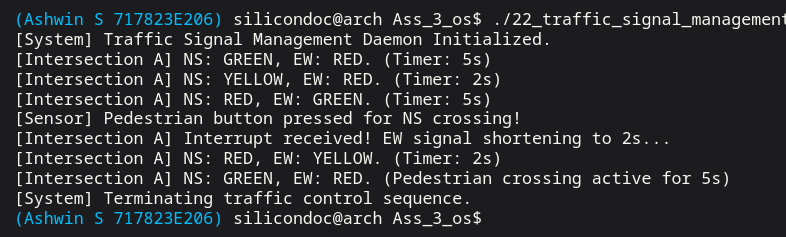 (Ashwin S 717823E206) silicondoc@arch Ass_3_os$ ./22_traffic_signal_management
[System] Traffic Signal Management Daemon Initialized.
[Intersection A] NS: GREEN, EW: RED. (Timer: 5s)
[Intersection A] NS: YELLOW, EW: RED. (Timer: 2s)
[Intersection A] NS: RED, EW: GREEN. (Timer: 5s)
[Sensor] Pedestrian button pressed for NS crossing!
[Intersection A] Interrupt received! EW signal shortening to 2s...
[Intersection A] NS: RED, EW: YELLOW. (Timer: 2s)
[Intersection A] NS: GREEN, EW: RED. (Pedestrian crossing active for 5s)
[System] Terminating traffic control sequence.
(Ashwin S 717823E206) silicondoc@arch Ass_3_os$